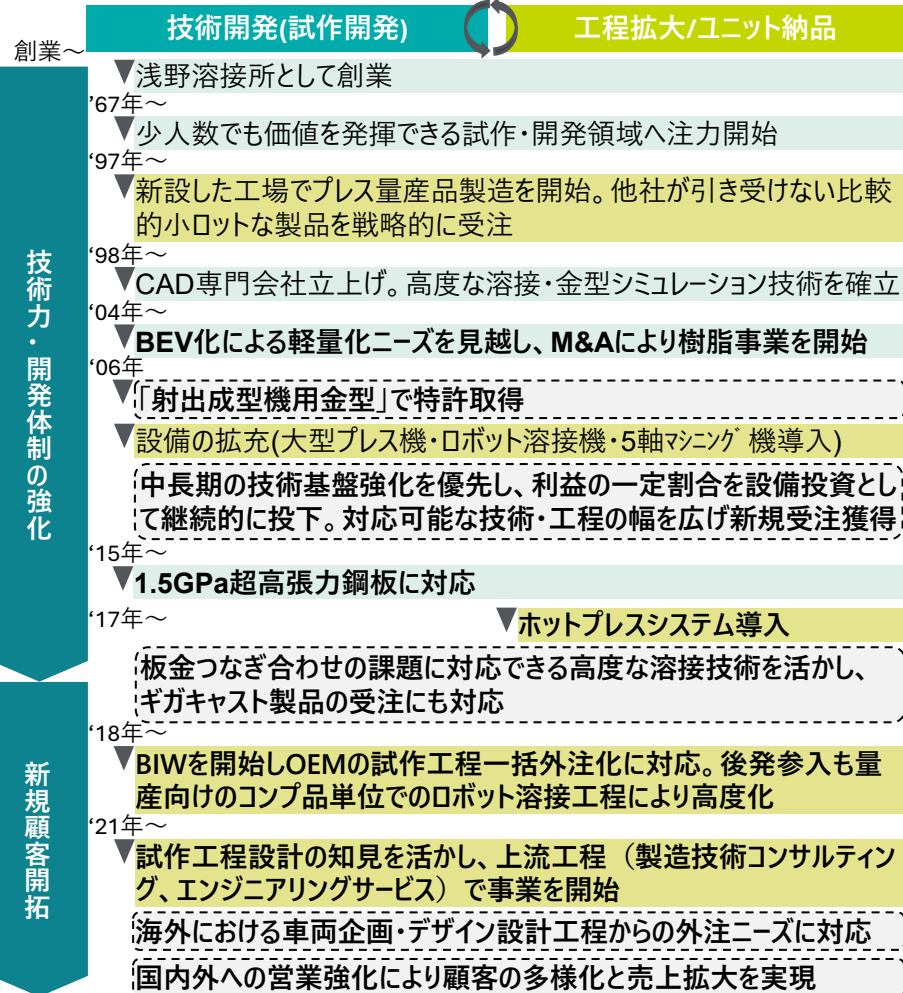 技術開発(試作開発)
工程拡大/ユニット納品
創業～
浅野溶接所として創業
’67年～
少人数でも価値を発揮できる試作・開発領域へ注力開始
‘97年～
新設した工場でプレス量産品製造を開始。他社が引き受けない比較
的小ロットな製品を戦略的に受注
‘98年～
CAD専門会社立上げ。高度な溶接・金型シミュレーション技術を確立
‘04年～
BEV化による軽量化ニーズを見越し、M&Aにより樹脂事業を開始
‘06年
「射出成型機用金型」で特許取得
設備の拡充(大型プレス機・ロボット溶接機・5軸ﾏｼﾆﾝｸﾞ機導入)
中長期の技術基盤強化を優先し、利益の一定割合を設備投資とし
て継続的に投下。対応可能な技術・工程の幅を広げ新規受注獲得
‘15年～
1.5GPa超高張力鋼板に対応
‘17年～
ホットプレスシステム導入
板金つなぎ合わせの課題に対応できる高度な溶接技術を活かし、
ギガキャスト製品の受注にも対応
技術力・開発体制の強化
‘18年～
BIWを開始しOEMの試作工程一括外注化に対応。後発参入も量
産向けのコンプ品単位でのロボット溶接工程により高度化
‘21年～
試作工程設計の知見を活かし、上流工程（製造技術コンサルティン
グ、エンジニアリングサービス）で事業を開始
海外における車両企画・デザイン設計工程からの外注ニーズに対応
国内外への営業強化により顧客の多様化と売上拡大を実現
新規顧客開拓